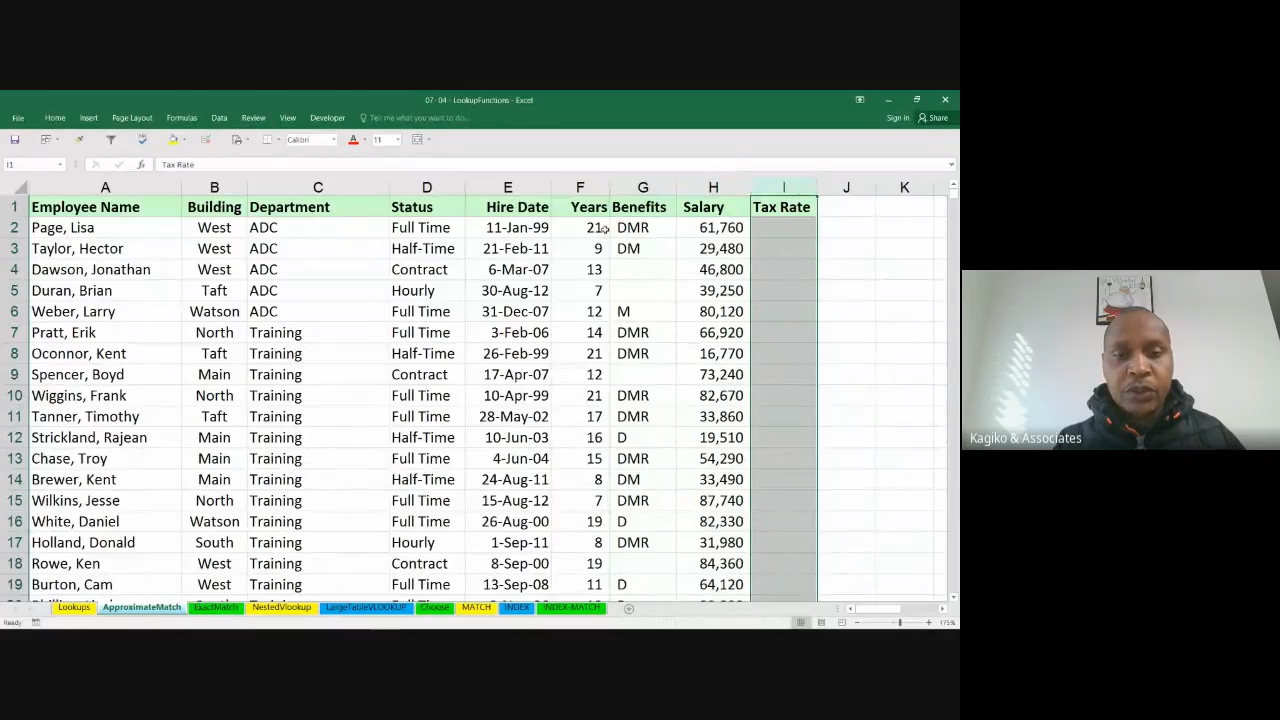 07- 04 - LookupFunctions - Excel
File Home Insert Page Layout Formulas Data Review View Developer Tell me what you want to do... Sign in Share
Calibri 11
I1 fx Tax Rate
A B C D E F G H I J K
1 Employee Name Building Department Status Hire Date Years Benefits Salary Tax Rate
2 Page, Lisa West ADC Full Time 11-Jan-99 21 DMR 61,760
3 Taylor, Hector West ADC Half-Time 21-Feb-11 9 DM 29,480
4 Dawson, Jonathan West ADC Contract 6-Mar-07 13 46,800
5 Duran, Brian Taft ADC Hourly 30-Aug-12 7 39,250
6 Weber, Larry Watson ADC Full Time 31-Dec-07 12 M 80,120
7 Pratt, Erik North Training Full Time 3-Feb-06 14 DMR 66,920
8 Oconnor, Kent Taft Training Half-Time 26-Feb-99 21 DMR 16,770
9 Spencer, Boyd Main Training Contract 17-Apr-07 12 73,240
10 Wiggins, Frank North Training Full Time 10-Apr-99 21 DMR 82,670
11 Tanner, Timothy Taft Training Full Time 28-May-02 17 DMR 33,860
12 Strickland, Rajean Main Training Half-Time 10-Jun-03 16 D 19,510
13 Chase, Troy Main Training Full Time 4-Jun-04 15 DMR 54,290
14 Brewer, Kent Main Training Half-Time 24-Aug-11 8 DM 33,490
15 Wilkins, Jesse North Training Full Time 15-Aug-12 7 DMR 87,740
16 White, Daniel Watson Training Full Time 26-Aug-00 19 D 82,330
17 Holland, Donald South Training Hourly 1-Sep-11 8 DMR 31,980
18 Rowe, Ken West Training Contract 8-Sep-00 19 84,360
19 Burton, Cam West Training Full Time 13-Sep-08 11 D 64,120
Lookups ApproximateMatch ExactMatch NestedVlookup LargeTableVLOOKUP Choose MATCH INDEX INDEX-MATCH
Ready 175%
Kagiko & Associates